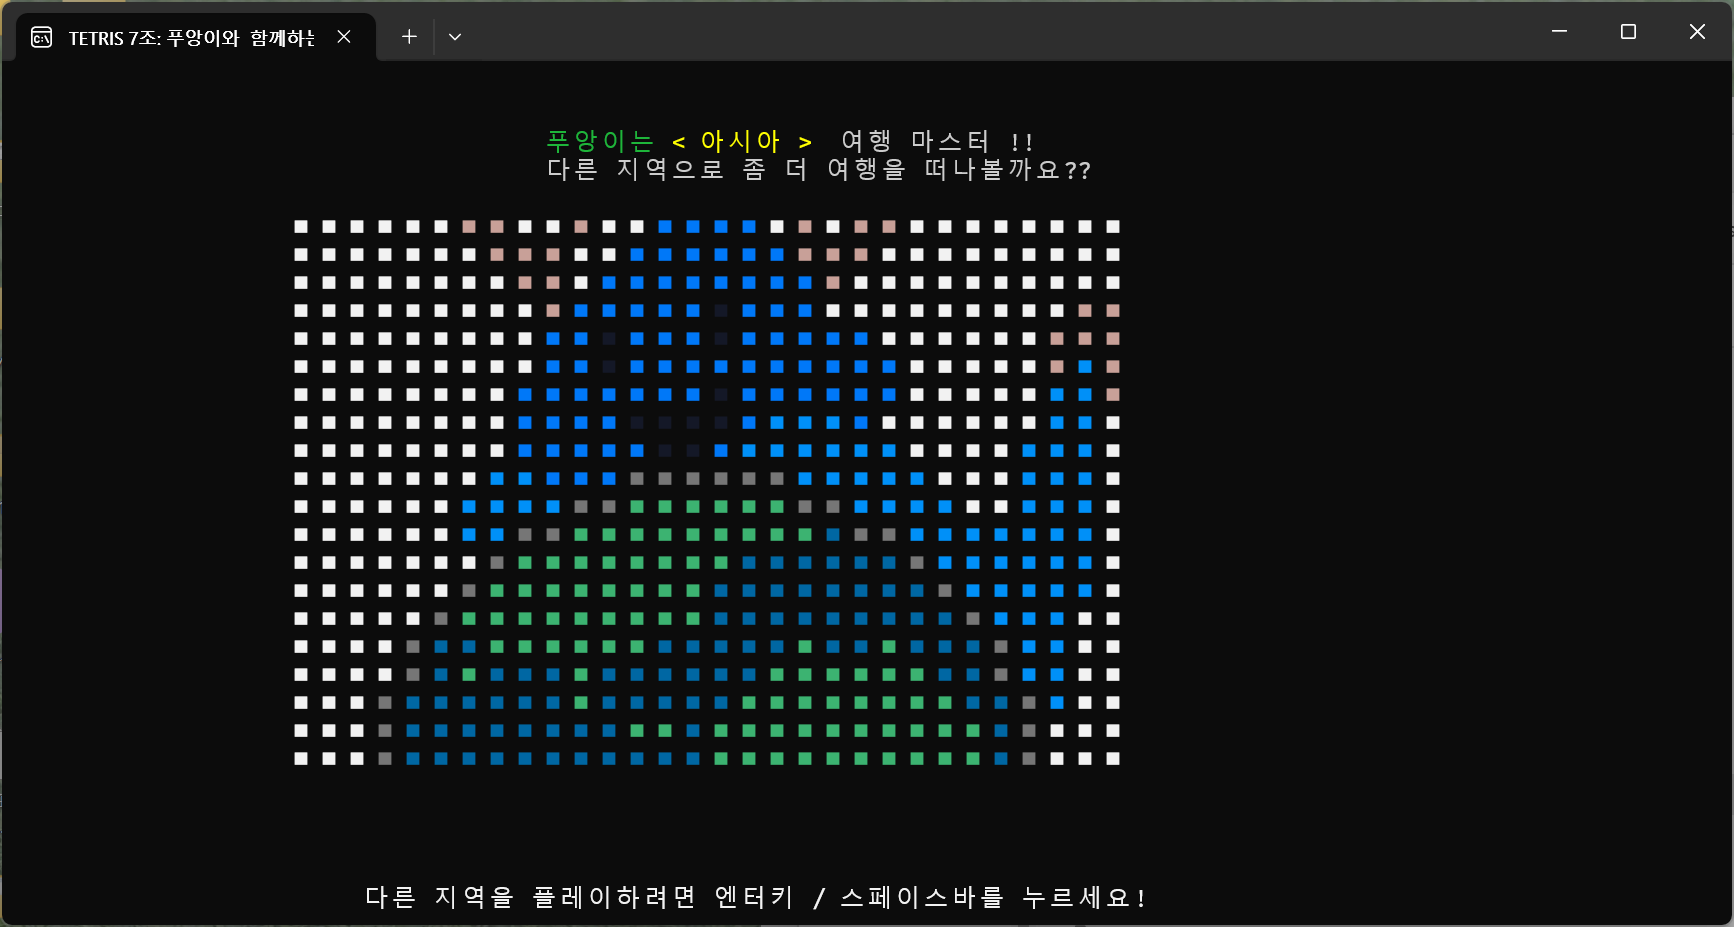 TETRIS 7조: 푸앙이와 함께하는
푸앙이는 < 아시아 > 여행 마스터 !!
다른 지역으로 좀 더 여행을 떠나볼까요??
다른 지역을 플레이하려면 엔터키 / 스페이스바를 누르세요!